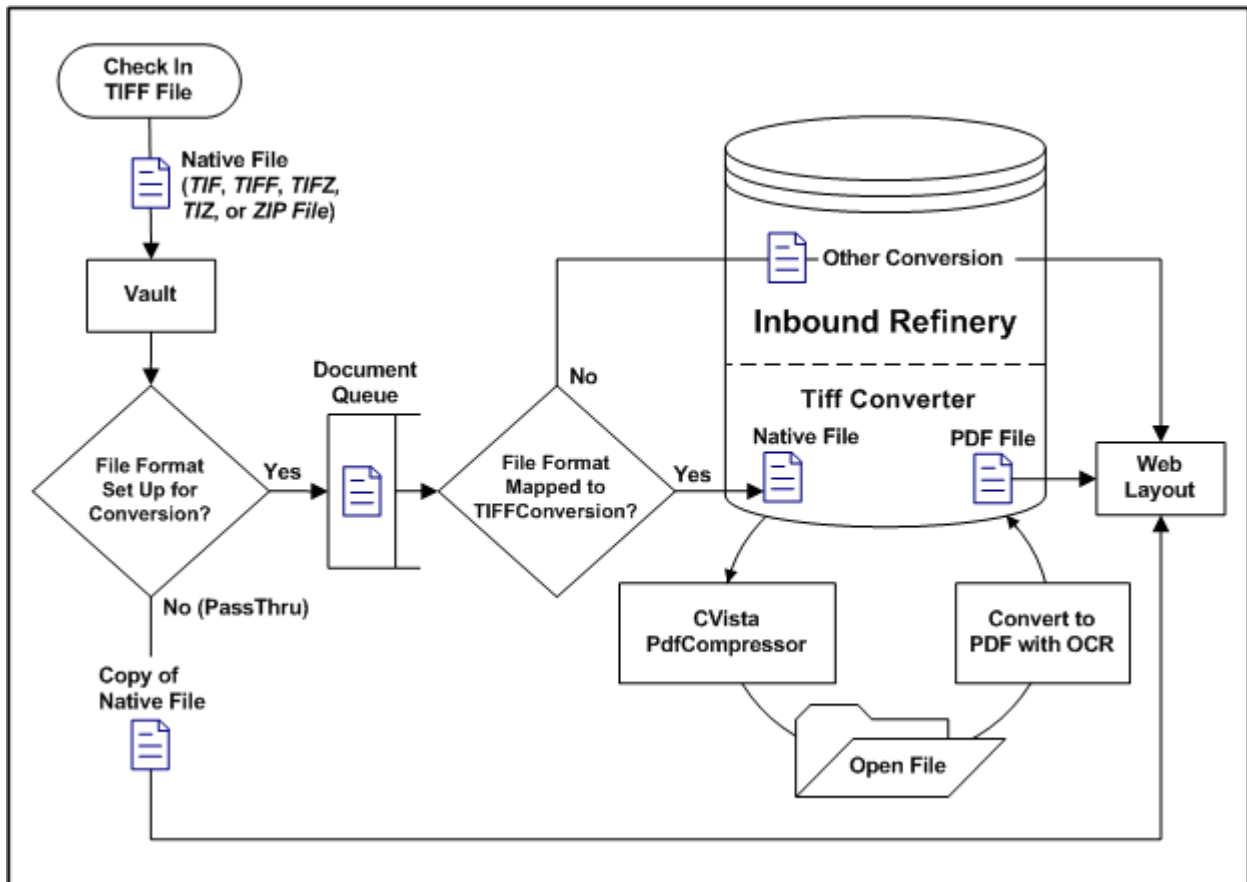 Check In
TIFF File
Native File
(TIF, TIFF, TIFZ,
TIZ, or ZIP File)
Vault
File Format
Set Up for
Conversion?
Yes
No (PassThru)
Copy of
Native File
Document
Queue
File Format
Mapped to
TIFFConversion?
No
Yes
Other Conversion
Inbound Refinery
Tiff Converter
Native File
PDF File
Web
Layout
CVista
PdfCompressor
Open File
Convert to
PDF with OCR